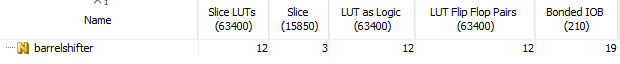 1
Name Slice LUTs (63400) Slice (15850) LUT as Logic (63400) LUT Flip Flop Pairs (63400) Bonded IOB (210)
N barrelshifter 12 3 12 12 19